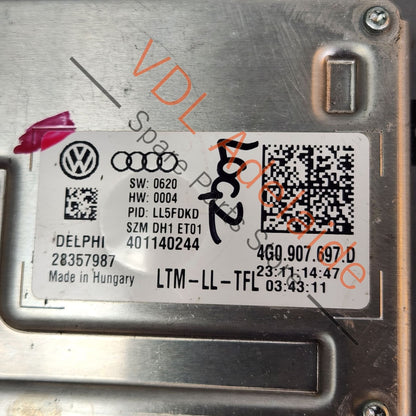 VDL Adelaide
Spare Parts
SW: 0620
HW: 0004
PID: LL5FDKD
SZM DH1 ET01
DELPHI 401140244
28357987
Made in Hungary
LTM-LL-TFL
4G0.907.697.D
23-11-14-47
03:43:11